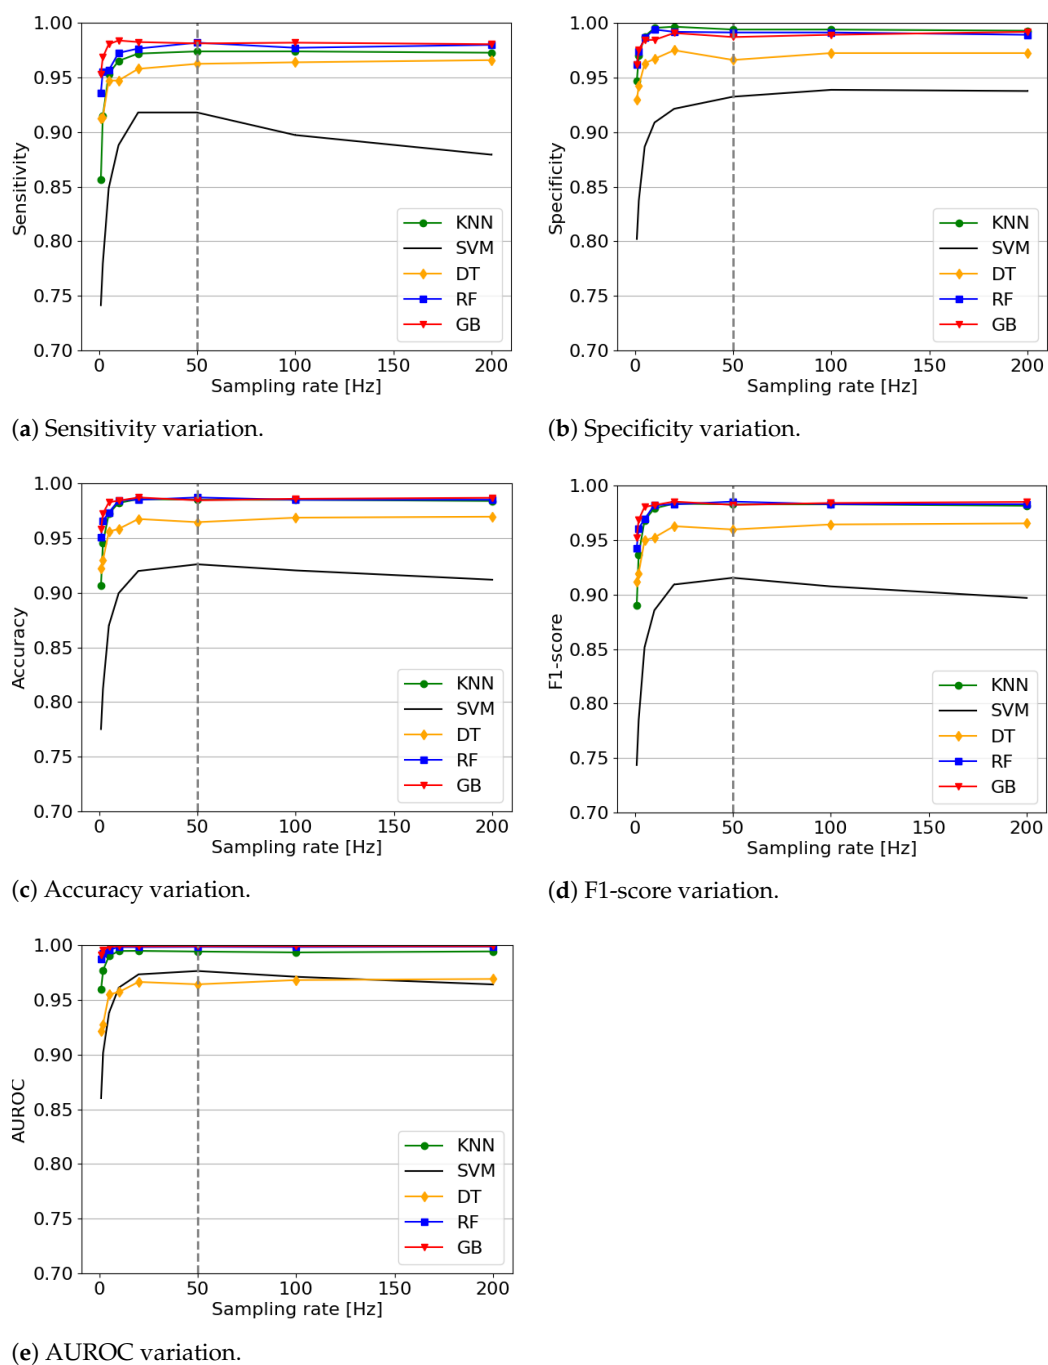 1.00
0.95
0.90
0.85
0.80
0.75
0.70
Sensitivity
0 50 100 150 200
Sampling rate [Hz]
KNN
SVM
DT
RF
GB
(a) Sensitivity variation.
1.00
0.95
0.90
0.85
0.80
0.75
0.70
Specificity
0 50 100 150 200
Sampling rate [Hz]
KNN
SVM
DT
RF
GB
(b) Specificity variation.
1.00
0.95
0.90
0.85
0.80
0.75
0.70
Accuracy
0 50 100 150 200
Sampling rate [Hz]
KNN
SVM
DT
RF
GB
(c) Accuracy variation.
1.00
0.95
0.90
0.85
0.80
0.75
0.70
F1-score
0 50 100 150 200
Sampling rate [Hz]
KNN
SVM
DT
RF
GB
(d) F1-score variation.
1.00
0.95
0.90
0.85
0.80
0.75
0.70
AUROC
0 50 100 150 200
Sampling rate [Hz]
KNN
SVM
DT
RF
GB
(e) AUROC variation.